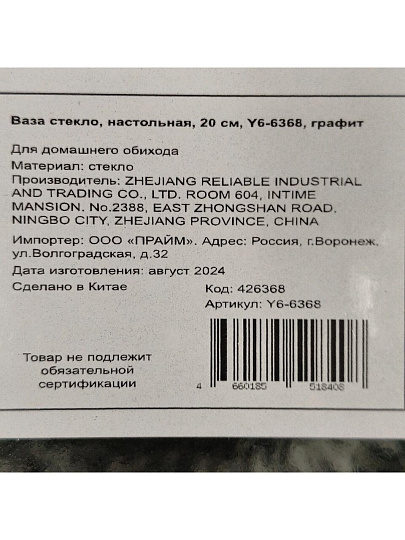 Ваза стекло, настольная, 20 см, Y6-6368, графит
Для домашнего обихода
Материал: стекло
Производитель: ZHEJIANG RELIABLE INDUSTRIAL
AND TRADING CO., LTD. ROOM 604, INTIME
MANSION. No.2388, EAST ZHONGSHAN ROAD,
NINGBO CITY, ZHEJIANG PROVINCE, CHINA
Импортер: ООО «ПРАЙМ». Адрес: Россия, г.Воронеж,
ул.Волгоградская, д.32
Дата изготовления: август 2024
Сделано в Китае
Код: 426368
Артикул: Y6-6368
Товар не подлежит
обязательной
сертификации
4 660185 518408